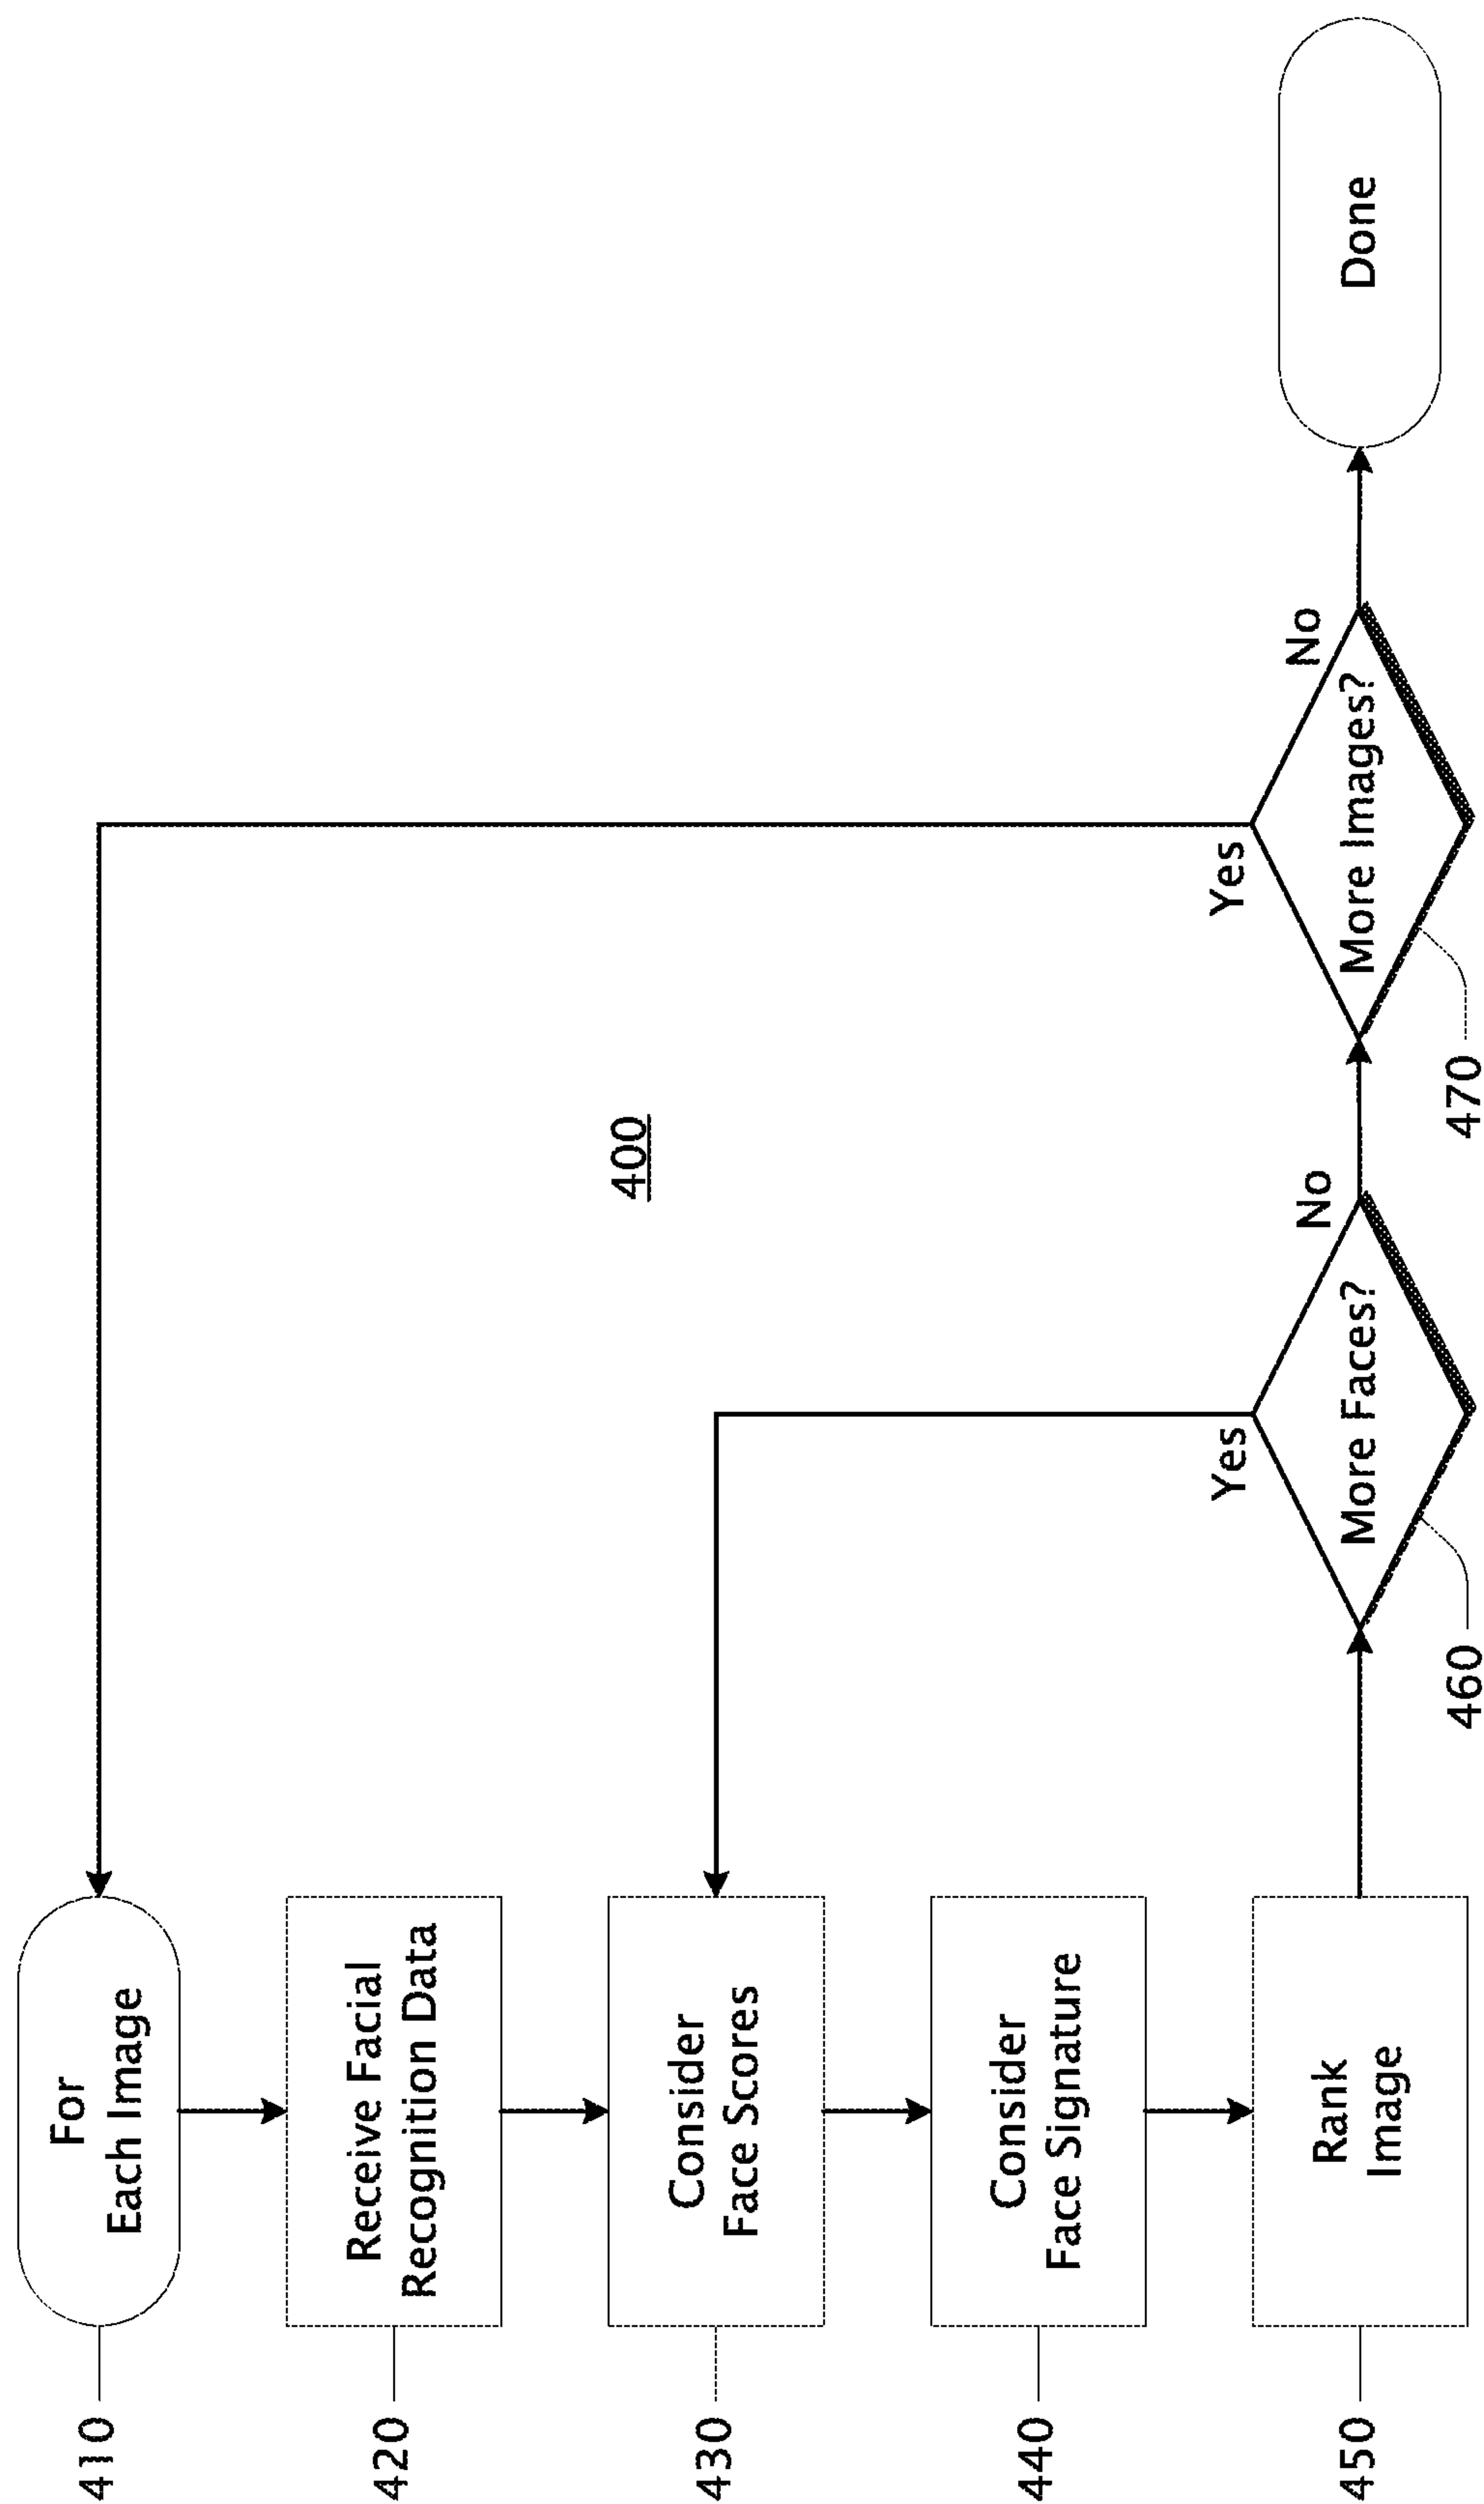 410
For
Each Image
420
Receive Facial
Recognition Data
430
Consider
Face Scores
440
Consider
Face Signature
450
Rank
Image
460
More Faces?
Yes
No
400
470
More Images?
Yes
No
Done